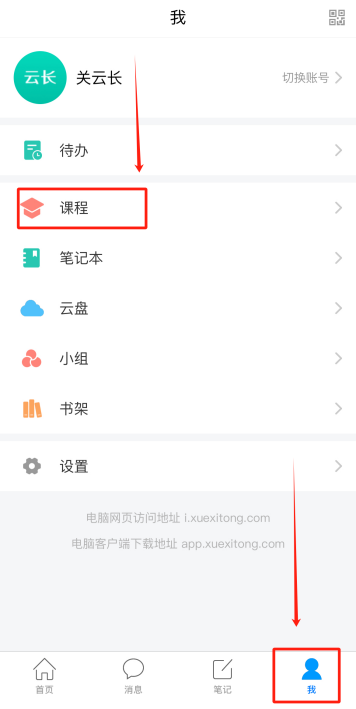 我
云长
关云长
切换账号
待办
课程
笔记本
云盘
小组
书架
设置
电脑网页访问地址 i.xuexitong.com
电脑客户端下载地址 app.xuexitong.com
首页
消息
笔记
我